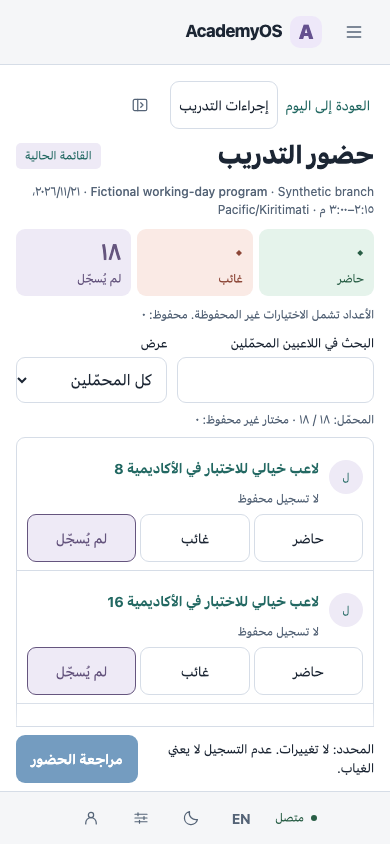 A AcademyOS
العودة إلى اليوم إجراءات التدريب
حضور التدريب القائمة الحالية
Fictional working-day program · Synthetic branch · ٢٠٢٦/١١/٢١،
٢:١٥–٣:٠٠ م · Pacific/Kiritimati
٠ ٠ ١٨
حاضر غائب لم يُسجَّل
الأعداد تشمل الاختيارات غير المحفوظة. محفوظ: ٠
البحث في اللاعبين المحمّلين عرض
كل المحمّلين
المحمّل: ١٨ / ١٨ · مختار غير محفوظ: ٠
ل لاعب خيالي للاختبار في الأكاديمية 8
لا تسجيل محفوظ
حاضر غائب لم يُسجَّل
ل لاعب خيالي للاختبار في الأكاديمية 16
لا تسجيل محفوظ
حاضر غائب لم يُسجَّل
المحدد: لا تغييرات. عدم التسجيل لا يعني
الغياب.
مراجعة الحضور
متصل EN